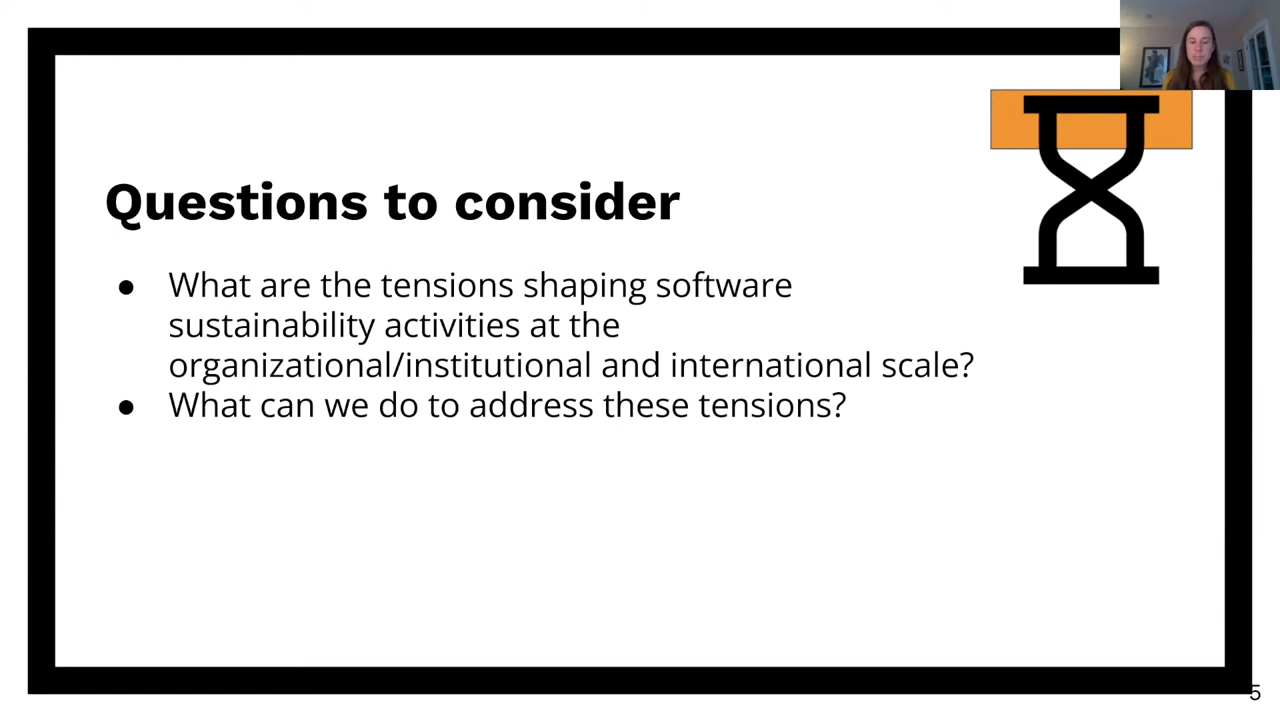 Questions to consider
● What are the tensions shaping software
sustainability activities at the
organizational/institutional and international scale?
● What can we do to address these tensions?
5